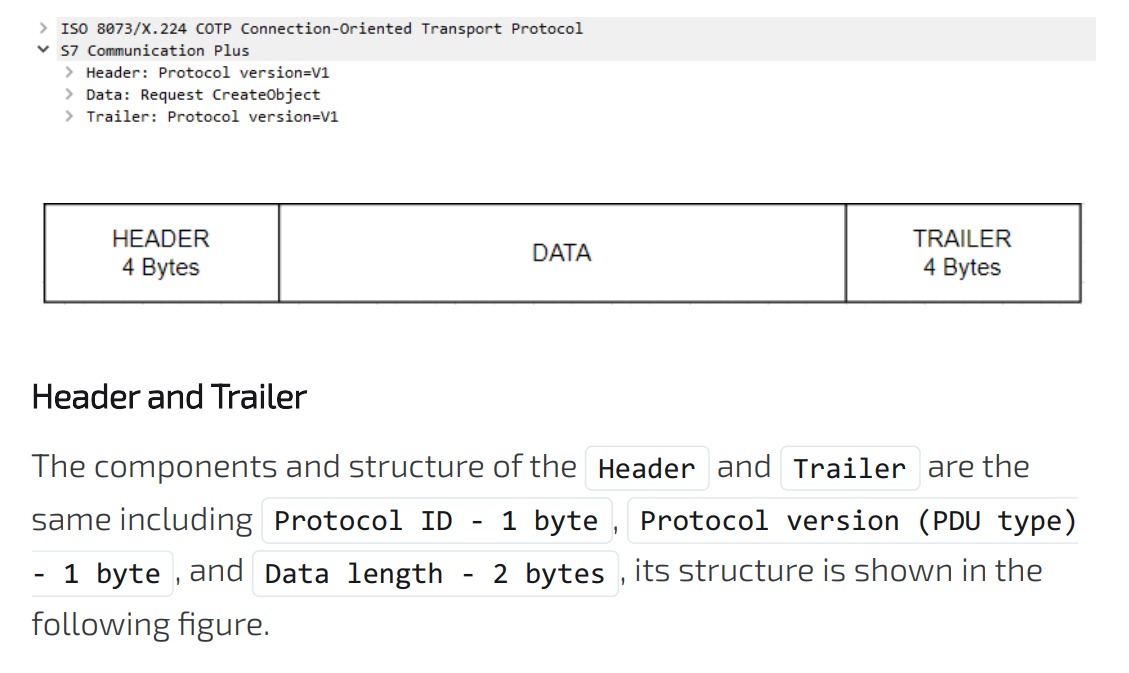 ISO 8073/X.224 COTP Connection-Oriented Transport Protocol
S7 Communication Plus
Header: Protocol version=V1
Data: Request CreateObject
Trailer: Protocol version=V1
HEADER
4 Bytes
DATA
TRAILER
4 Bytes
Header and Trailer
The components and structure of the Header and Trailer are the
same including Protocol ID - 1 byte, Protocol version (PDU type)
- 1 byte, and Data length - 2 bytes, its structure is shown in the
following figure.